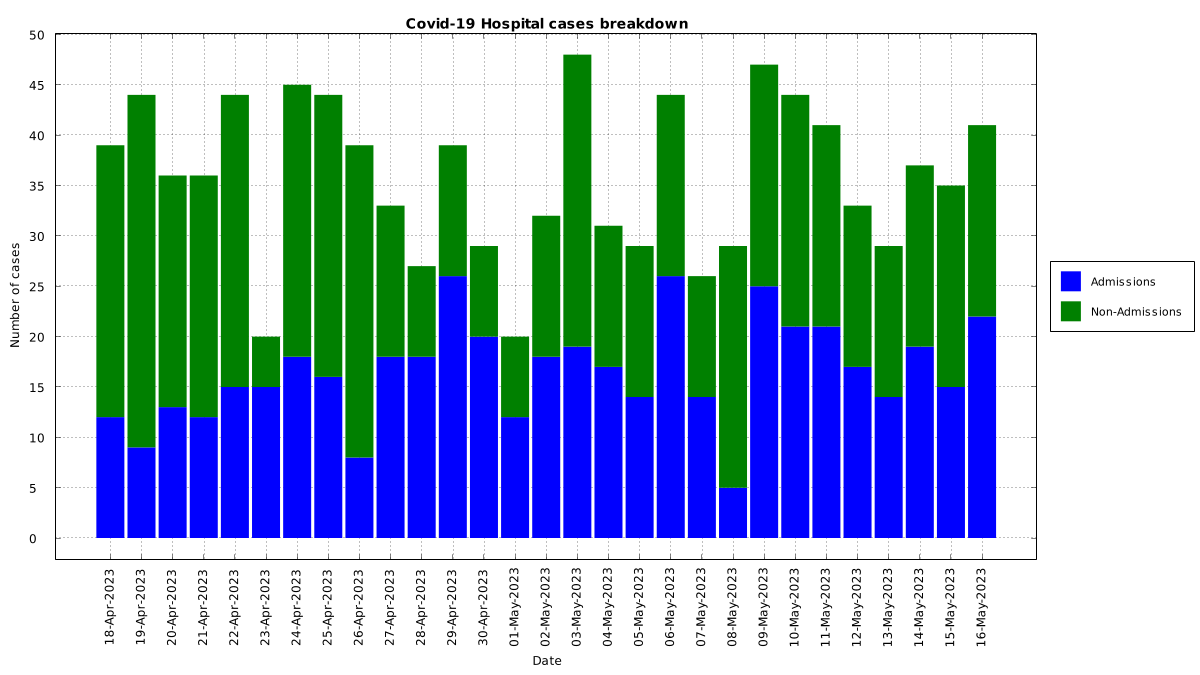 Covid-19 Hospital cases breakdown
50
45
40
35
30
25
20
15
10
5
0
Number of cases
18-Apr-2023
19-Apr-2023
20-Apr-2023
21-Apr-2023
22-Apr-2023
23-Apr-2023
24-Apr-2023
25-Apr-2023
26-Apr-2023
27-Apr-2023
28-Apr-2023
29-Apr-2023
30-Apr-2023
01-May-2023
02-May-2023
03-May-2023
04-May-2023
05-May-2023
06-May-2023
07-May-2023
08-May-2023
09-May-2023
10-May-2023
11-May-2023
12-May-2023
13-May-2023
14-May-2023
15-May-2023
16-May-2023
Date
Admissions
Non-Admissions